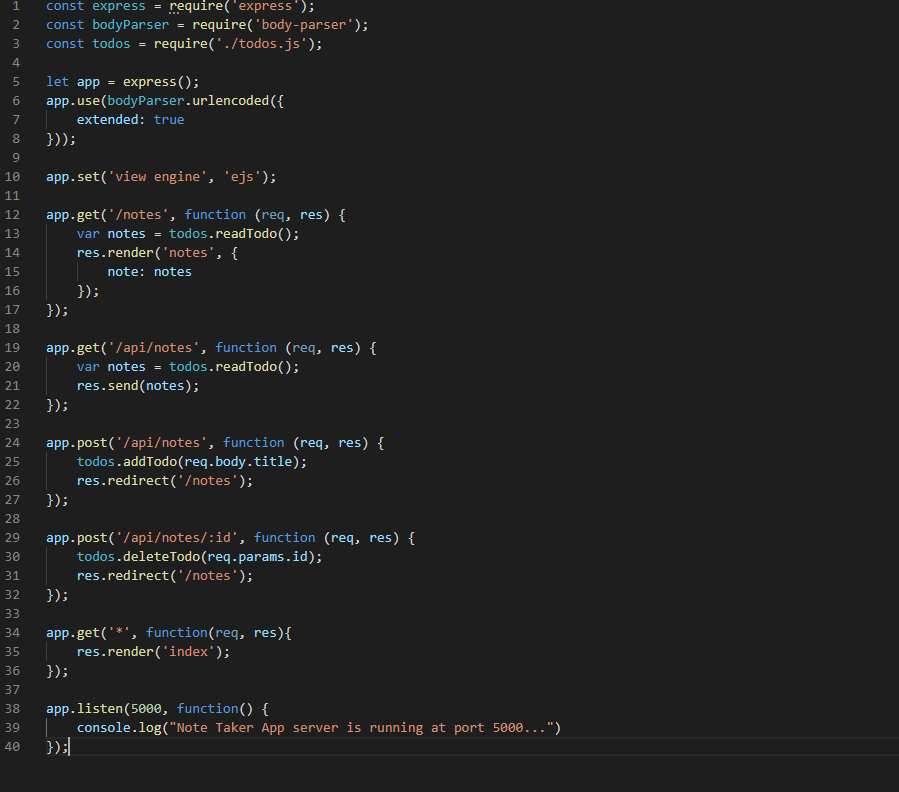 1 const express = require('express');
2 const bodyParser = require('body-parser');
3 const todos = require('./todos.js');
4
5 let app = express();
6 app.use(bodyParser.urlencoded({
7     extended: true
8 }));
9
10 app.set('view engine', 'ejs');
11
12 app.get('/notes', function (req, res) {
13     var notes = todos.readTodo();
14     res.render('notes', {
15         note: notes
16     });
17 });
18
19 app.get('/api/notes', function (req, res) {
20     var notes = todos.readTodo();
21     res.send(notes);
22 });
23
24 app.post('/api/notes', function (req, res) {
25     todos.addTodo(req.body.title);
26     res.redirect('/notes');
27 });
28
29 app.post('/api/notes/:id', function (req, res) {
30     todos.deleteTodo(req.params.id);
31     res.redirect('/notes');
32 });
33
34 app.get('*', function(req, res){
35     res.render('index');
36 });
37
38 app.listen(5000, function() {
39     console.log("Note Taker App server is running at port 5000...")
40 });